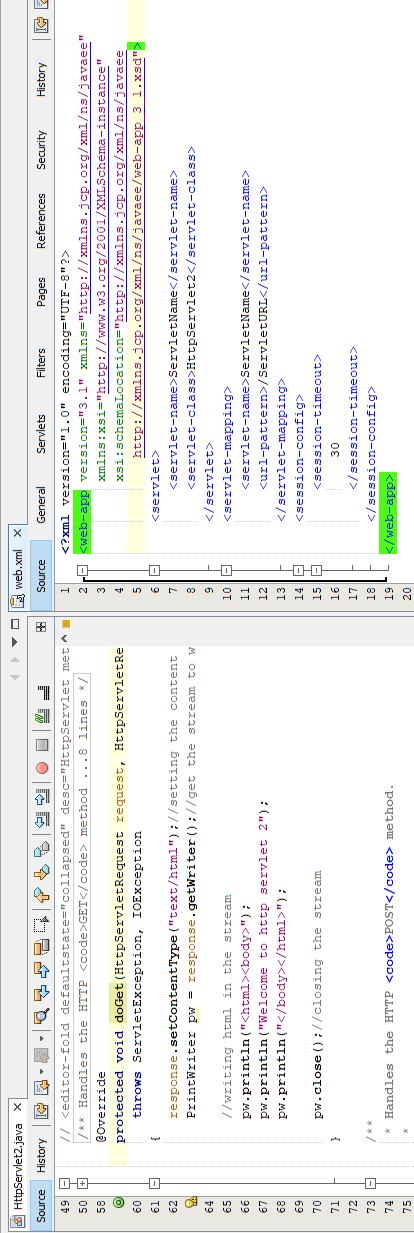 HttpServlet2.java
Source History
49 // <editor-fold defaultstate="collapsed" desc="HttpServlet met
50 /** Handles the HTTP <code>GET</code> method ...8 lines */
58 @Override
protected void doGet(HttpServletRequest request, HttpServletRe
60 throws ServletException, IOException
61 {
62 response.setContentType("text/html");//setting the content
PrintWriter pw = response.getWriter();//get the stream to w
64
65 //writing html in the stream
66 pw.println("<html><body>");
67 pw.println("Welcome to http servlet 2");
68 pw.println("</body></html>");
69
70 pw.close();//closing the stream
71 }
72
73 /**
74 * Handles the HTTP <code>POST</code> method.
75 *
web.xml
Source General Servlets Filters Pages References Security History
1 <?xml version="1.0" encoding="UTF-8"?>
2 <web-app version="3.1" xmlns="http://xmlns.jcp.org/xml/ns/javaee"
3 xmlns:xsi="http://www.w3.org/2001/XMLSchema-instance"
4 xsi:schemaLocation="http://xmlns.jcp.org/xml/ns/javaee
5 http://xmlns.jcp.org/xml/ns/javaee/web-app_3_1.xsd">
6 <servlet>
7 <servlet-name>ServletName</servlet-name>
8 <servlet-class>HttpServlet2</servlet-class>
9 </servlet>
10 <servlet-mapping>
11 <servlet-name>ServletName</servlet-name>
12 <url-pattern>/ServletURL</url-pattern>
13 </servlet-mapping>
14 <session-config>
15 <session-timeout>
16 30
17 </session-timeout>
18 </session-config>
19 </web-app>
20